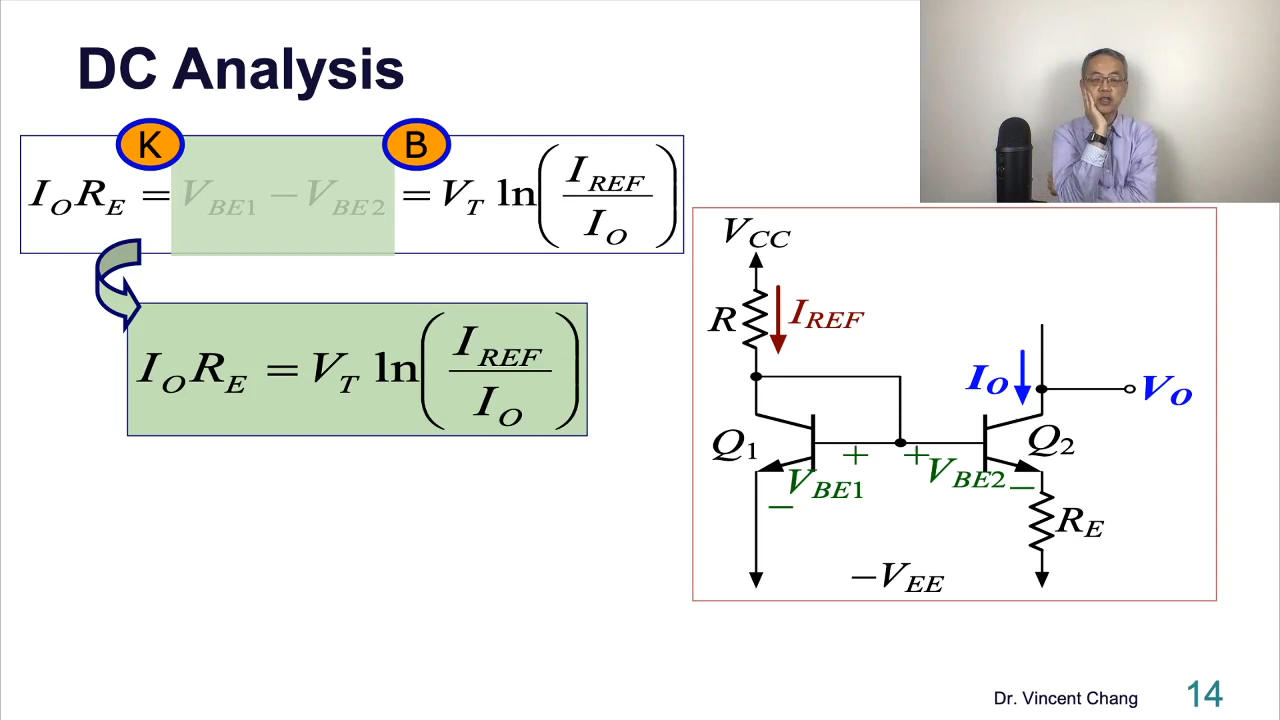 DC Analysis
K
B
I_O R_E = V_BE1 − V_BE2 = V_T ln(I_REF / I_O)
I_O R_E = V_T ln(I_REF / I_O)
V_CC
R
I_REF
I_O
V_O
Q_1
Q_2
+
+
V_BE1
V_BE2
−
−
R_E
−V_EE
Dr. Vincent Chang
14